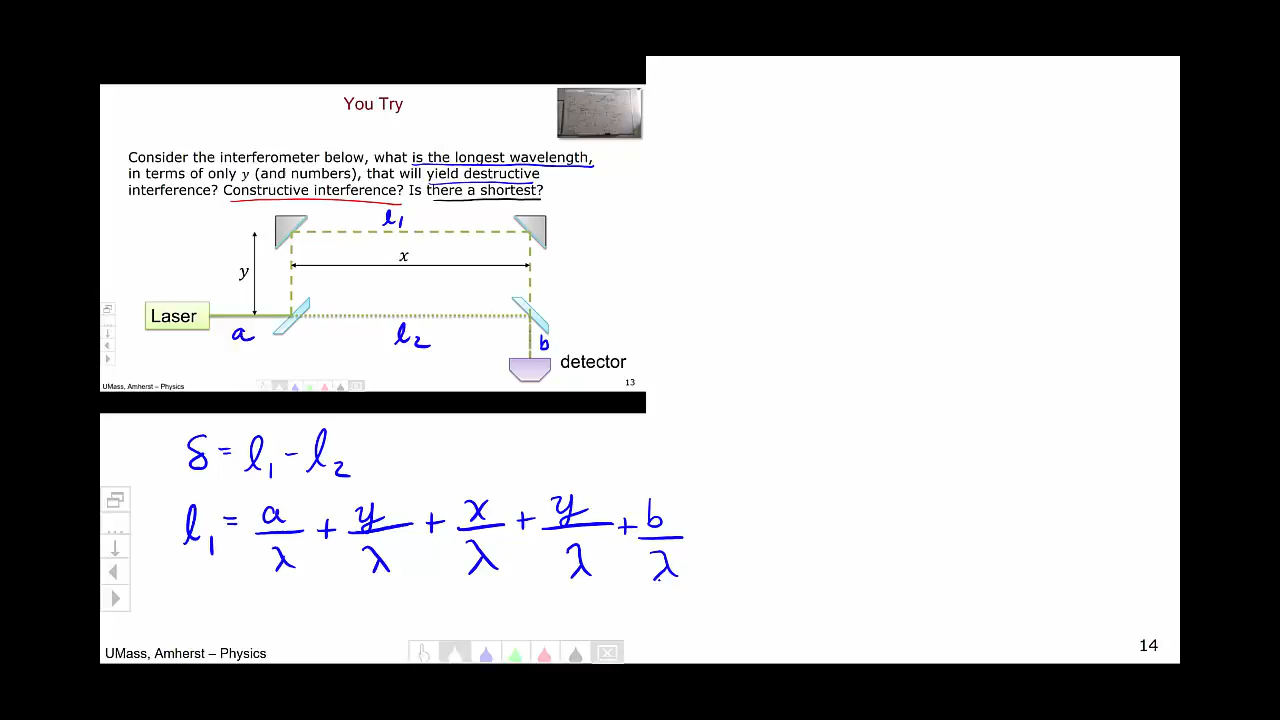 You Try
Consider the interferometer below, what is the longest wavelength,
in terms of only y (and numbers), that will yield destructive
interference? Constructive interference? Is there a shortest?
l₁
x
y
Laser
a
l₂
b
detector
UMass, Amherst – Physics
13
δ = l₁ - l₂
l₁ = a/λ + y/λ + x/λ + y/λ + b/λ
UMass, Amherst – Physics
14